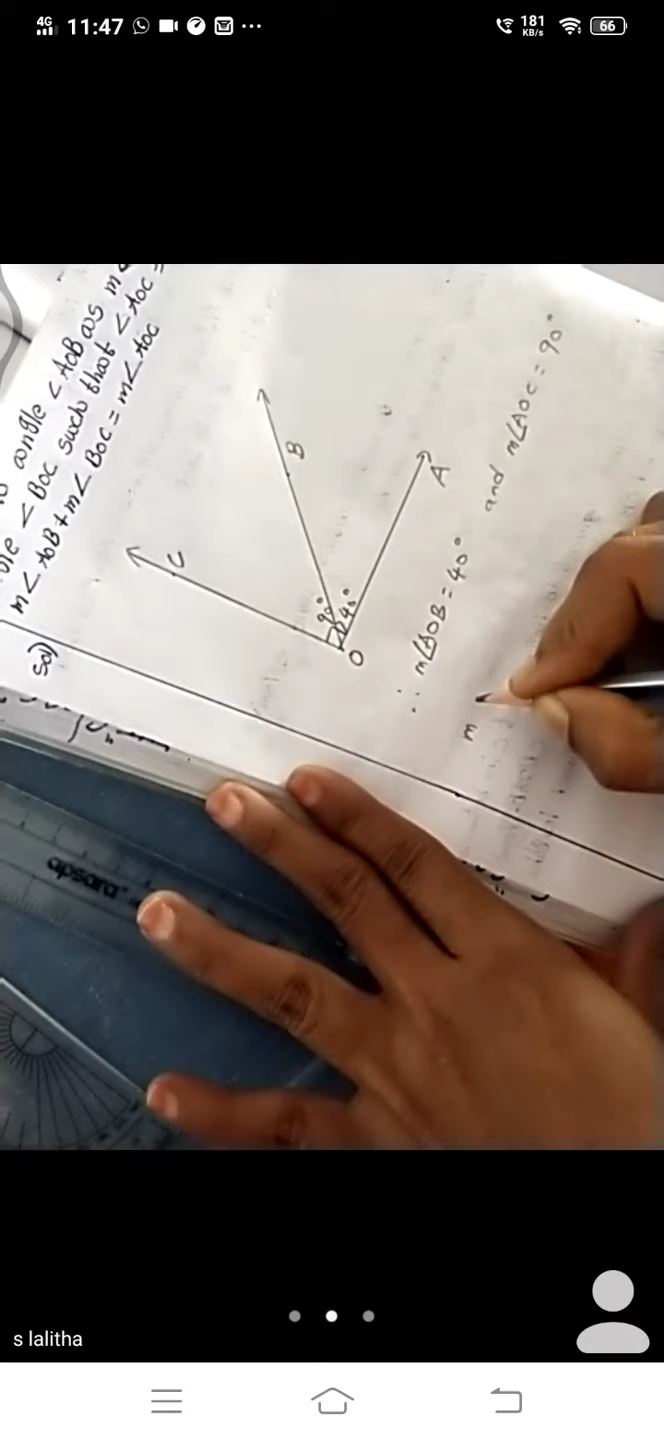 4G 11:47 181 KB/s 66
angle ∠AOB as m∠
∠BOC such that ∠AOC =
m∠AOB + m∠BOC = m∠AOC
Sol)
C
B
A
O
90°
40°
∴ m∠AOB = 40° and m∠AOC = 90°
m
apsara
s lalitha